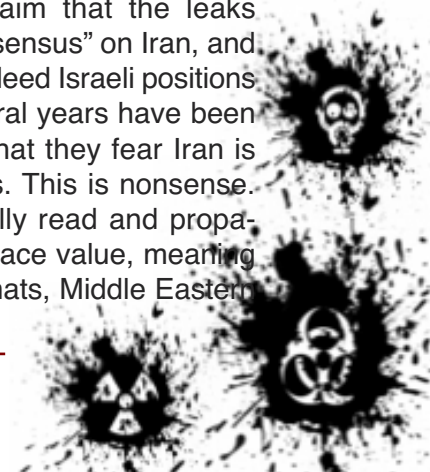 aim that the leaks
sensus” on Iran, and
deed Israeli positions
ral years have been
hat they fear Iran is
s. This is nonsense.
lly read and propa-
ace value, meaning
nats, Middle Eastern